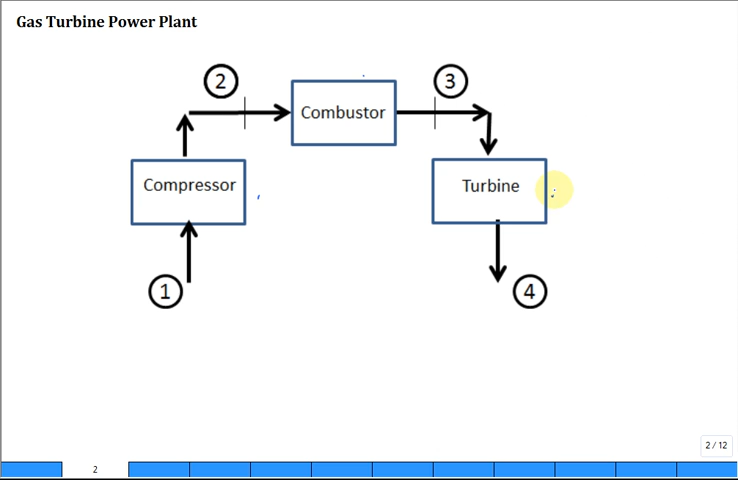 Gas Turbine Power Plant
2
3
Combustor
Compressor
Turbine
1
4
2 / 12
2